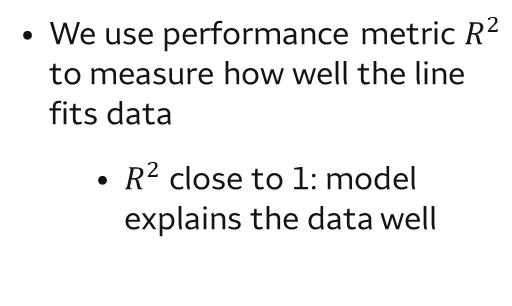 • We use performance metric R²
to measure how well the line
fits data
• R² close to 1: model
explains the data well